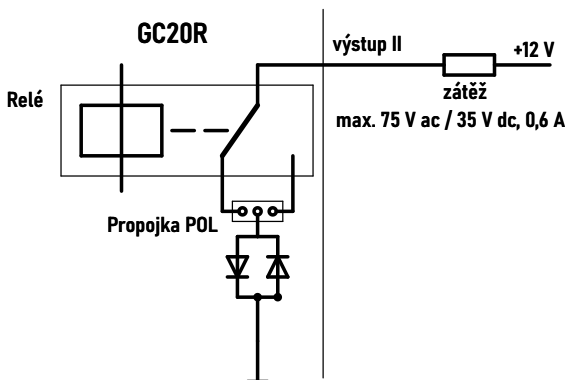 GC20R
výstup II
+12 V
Relé
zátěž
max. 75 V ac / 35 V dc, 0,6 A
Propojka POL